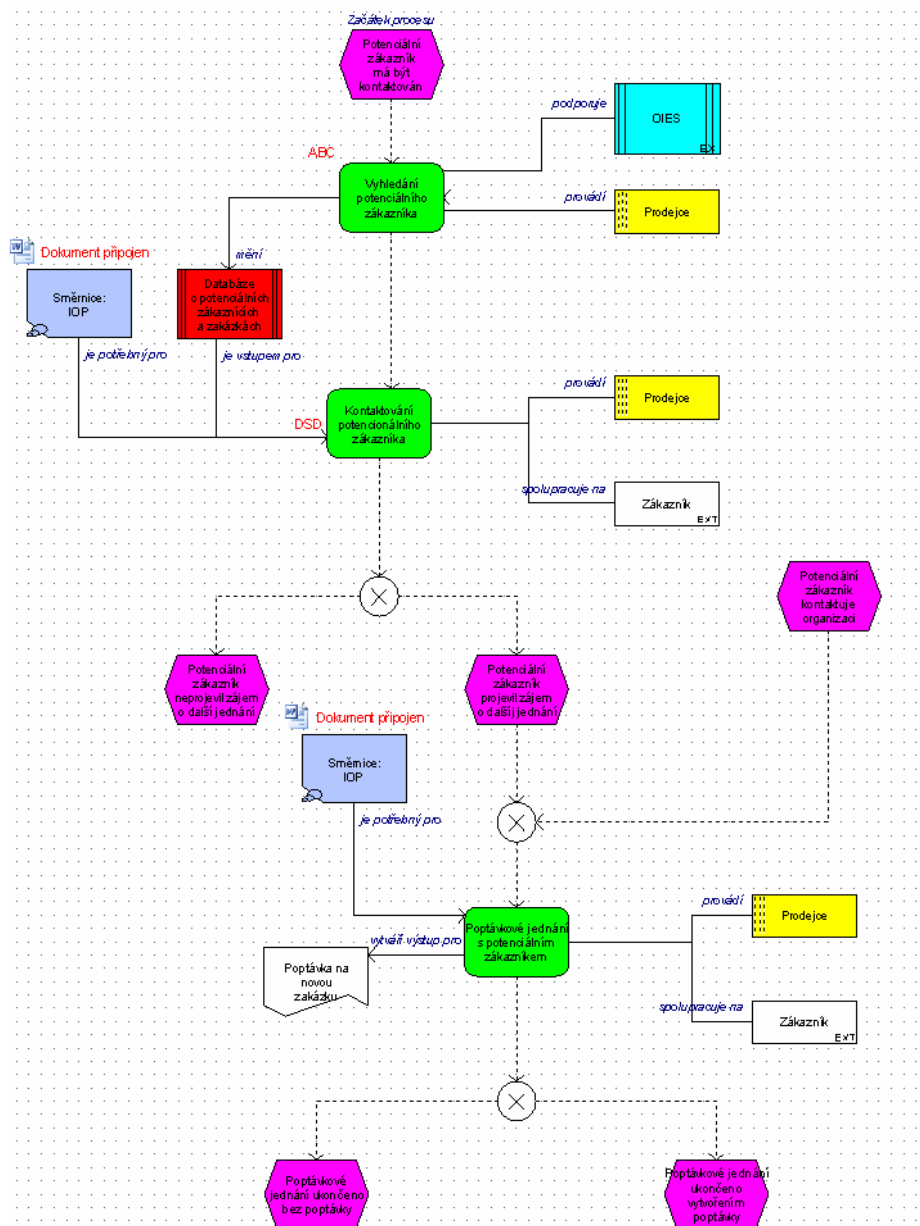 Začátek procesu
Potenciální
zákazník
má být
kontaktován
podporuje
OIES
EX
ABC
Vyhledání
potenciálního
zákazníka
provádí
Prodejce
Dokument připojen
mění
Směrnice:
IOP
Databáze
o potenciálních
zákaznících
a zakázkách
je potřebný pro
je vstupem pro
provádí
Prodejce
DSD
Kontaktování
potencionálního
zákazníka
spolupracuje na
Zákazník
EXT
Potenciální
zákazník
kontaktuje
organizaci
Potenciální
zákazník
neprojevil zájem
o další jednání
Potenciální
zákazník
projevil zájem
o dalšíj jednání
Dokument připojen
Směrnice:
IOP
je potřebný pro
Poptávkové jednání
s potenciálním
zákazníkem
provádí
Prodejce
vytváří výstup pro
Poptávka na
novou
zakázku
spolupracuje na
Zákazník
EXT
Poptávkové
jednání ukončeno
bez poptávky
Poptávkové jednání
ukončeno
vytvořením
poptávky